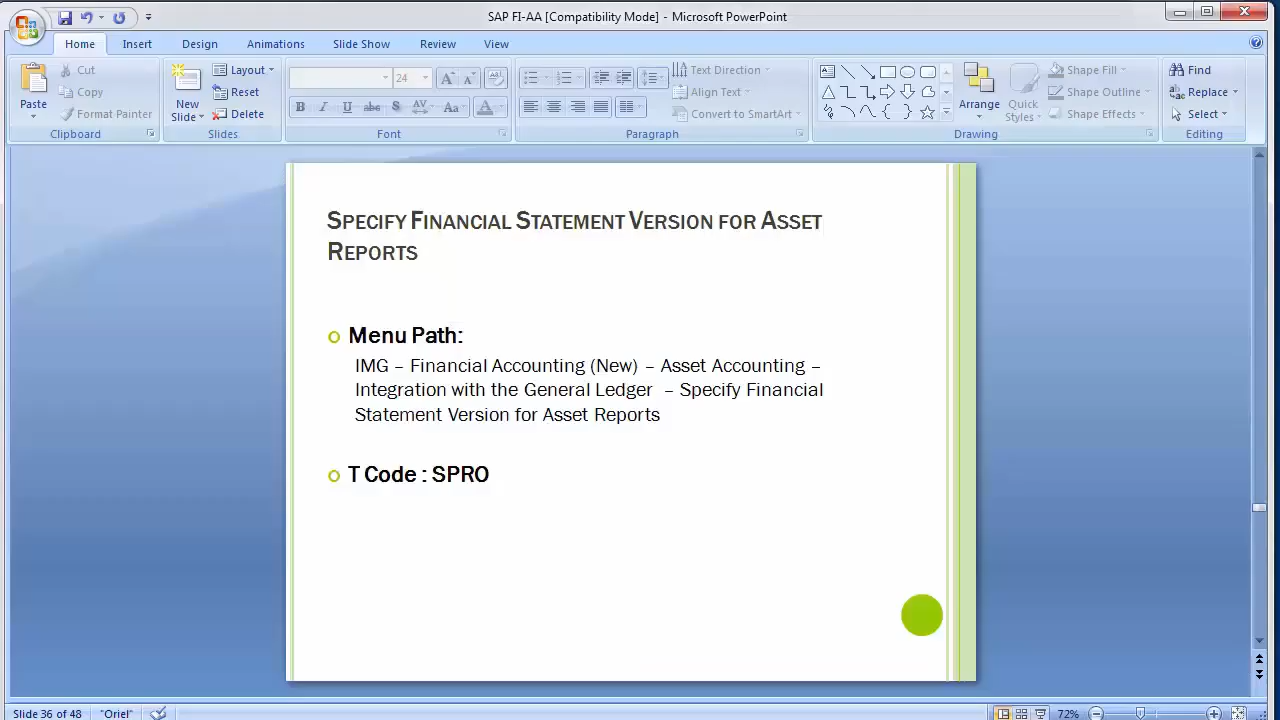 SAP FI-AA [Compatibility Mode] - Microsoft PowerPoint
Home Insert Design Slide Show Animations Review View
Paste
Cut
Copy
Format Painter
Clipboard
New Slide
Layout
Reset
Delete
Slides
24
B I U abc S AV Aa A
Font
Text Direction
Align Text
Convert to SmartArt
Paragraph
Arrange
Quick Styles
Shape Fill
Shape Outline
Shape Effects
Drawing
Find
Replace
Select
Editing
SPECIFY FINANCIAL STATEMENT VERSION FOR ASSET
REPORTS
Menu Path:
IMG – Financial Accounting (New) – Asset Accounting –
Integration with the General Ledger – Specify Financial
Statement Version for Asset Reports
T Code : SPRO
Slide 36 of 48 "Oriel" 72%